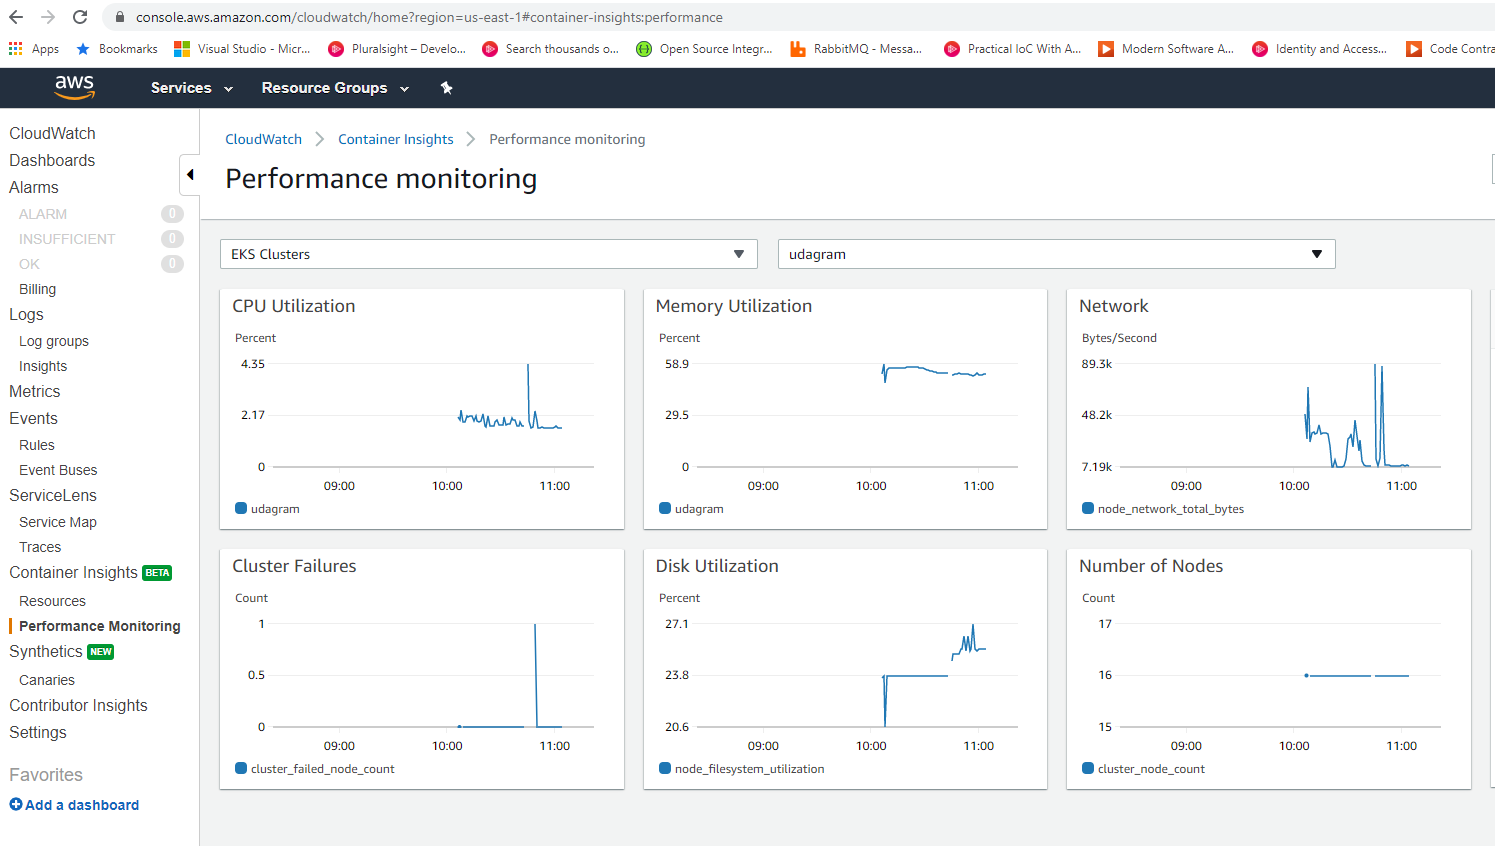 console.aws.amazon.com/cloudwatch/home?region=us-east-1#container-insights:performance
Apps Bookmarks Visual Studio - Micr... Pluralsight – Develo... Search thousands o... Open Source Integr... RabbitMQ - Messa... Practical IoC With A... Modern Software A... Identity and Access... Code Contra
aws Services Resource Groups
CloudWatch
Dashboards
Alarms
ALARM 0
INSUFFICIENT 0
OK 0
Billing
Logs
Log groups
Insights
Metrics
Events
Rules
Event Buses
ServiceLens
Service Map
Traces
Container Insights BETA
Resources
Performance Monitoring
Synthetics NEW
Canaries
Contributor Insights
Settings
Favorites
Add a dashboard
CloudWatch Container Insights Performance monitoring
Performance monitoring
EKS Clusters udagram
CPU Utilization
Percent
4.35
2.17
0
09:00 10:00 11:00
udagram
Memory Utilization
Percent
58.9
29.5
0
09:00 10:00 11:00
udagram
Network
Bytes/Second
89.3k
48.2k
7.19k
09:00 10:00 11:00
node_network_total_bytes
Cluster Failures
Count
1
0.5
0
09:00 10:00 11:00
cluster_failed_node_count
Disk Utilization
Percent
27.1
23.8
20.6
09:00 10:00 11:00
node_filesystem_utilization
Number of Nodes
Count
17
16
15
09:00 10:00 11:00
cluster_node_count